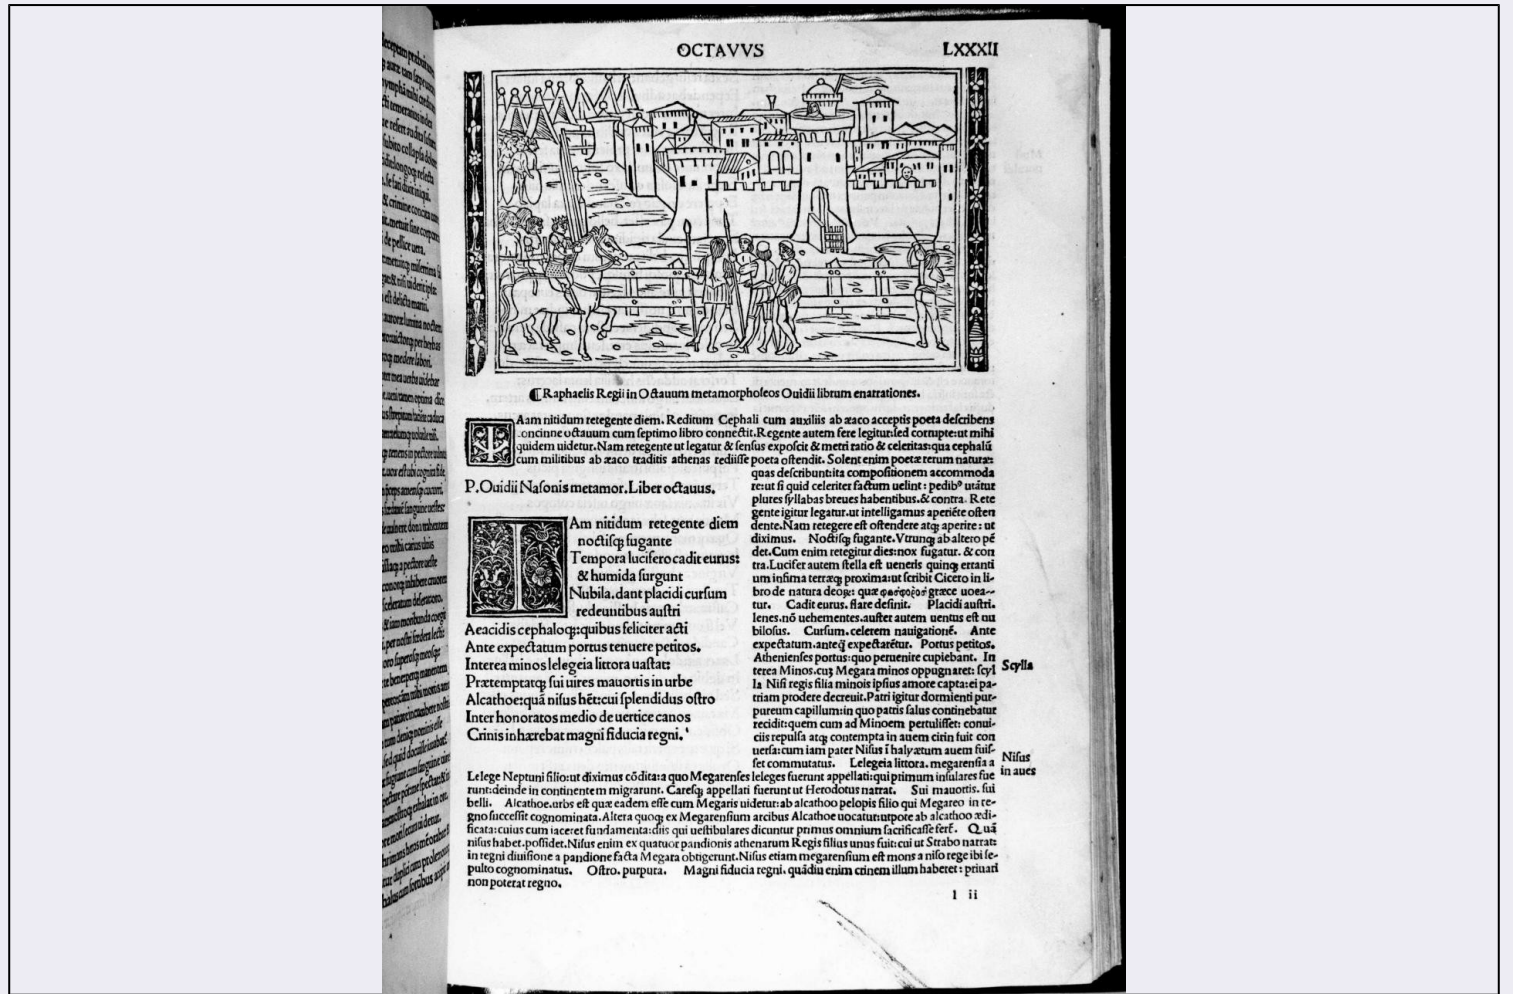 OCTAVVS LXXXII
¶ Raphaelis Regii in Octauum metamorphoseos Ouidii librum enarrationes.
Aam nitidum retegente diem. Reditum Cephali cum auxiliis ab æaco acceptis poeta describens
concinne octauum cum septimo libro connectit. Regente autem fere legitur: sed corrupte: ut mihi
quidem uidetur. Nam retegente ut legatur & sensus exposcit & metri ratio & celeritas: qua cephalū
cum militibus ab æaco traditis athenas rediisse poeta ostendit. Solent enim poetæ rerum naturæ:
quas describunt: ita compositionem accommoda
re: ut si quid celeriter factum uelint: pedib⁹ utātur
plures syllabas breues habentibus. & contra. Rete
gente igitur legatur. ut intelligamus aperiēte osten
dente. Nam retegere est ostendere atq; aperire: ut
diximus. Noctisq; fugante. Vtrunq; ab altero pē
det. Cum enim retegitur dies: nox fugatur. & con
tra. Lucifer autem stella est ueneris quinq; erranti
um infima terræq; proxima: ut scribit Cicero in li-
bro de natura deoꝝ: quæ φωσφόροσ græce uoca-
tur. Cadit eurus. flare desinit. Placidi austri.
lenes. nō uehementes. auster autem uentus est nu
bilosus. Cursum. celerem nauigationē. Ante
expectatum. anteq̄ expectarētur. Portus petitos.
Athenienses portus: quo peruenire cupiebant. In
terea Minos. cuꝫ Megara minos oppugnaret: scyl
la Nisi regis filia minois ipsius amore capta: ei pa-
triam prodere decreuit. Patri igitur dormienti pur-
pureum capillum: in quo patris salus continebatur
recidit: quem cum ad Minoem pertulisset: conui-
ciis repulsa atq; contempta in auem cirin fuit con
uersa: cum iam pater Nisus ī halyætum auem fuis-
set commutatus. Lelegeia littora. megarensia a
Scylla
Nisus
in aues
P. Ouidii Nasonis metamor. Liber octauus.
IAm nitidum retegente diem
noctisq; fugante
Tempora lucifero cadit eurus:
& humida surgunt
Nubila. dant placidi cursum
redeuntibus austri
Aeacidis cephaloq;: quibus feliciter acti
Ante expectatum portus tenuere petitos.
Interea minos lelegeia littora uastat:
Prætemptatq; sui uires mauortis in urbe
Alcathoe: quā nisus hēt: cui splendidus ostro
Inter honoratos medio de uertice canos
Crinis inhærebat magni fiducia regni.
Lelege Neptuni filio: ut diximus cōdita: a quo Megarenses leleges fuerunt appellati: qui primum insulares fue
runt: deinde in continentem migrarunt. Caresq; appellati fuerunt ut Herodotus narrat. Sui mauortis. sui
belli. Alcathoe. urbs est quæ eadem esse cum Megaris uidetur: ab alcathoo pelopis filio qui Megareo in re-
gno successit cognominata. Altera quoq; ex Megarensium arcibus Alcathoe uocatur: utpote ab alcathoo ædi-
ficata: cuius cum iaceret fundamenta: diis qui uestibulares dicuntur primus omnium sacrificasse fert̄. Quā
nisus habet. possidet. Nisus enim ex quatuor pandionis athenarum Regis filius unus fuit: cui ut Strabo narrat:
in regni diuisione a pandione facta Megara obtigerunt. Nisus etiam megarensium est mons a niso rege ibi se-
pulto cognominatus. Ostro. purpura. Magni fiducia regni. quādiu enim crinem illum haberet: priuari
non poterat regno.
l ii